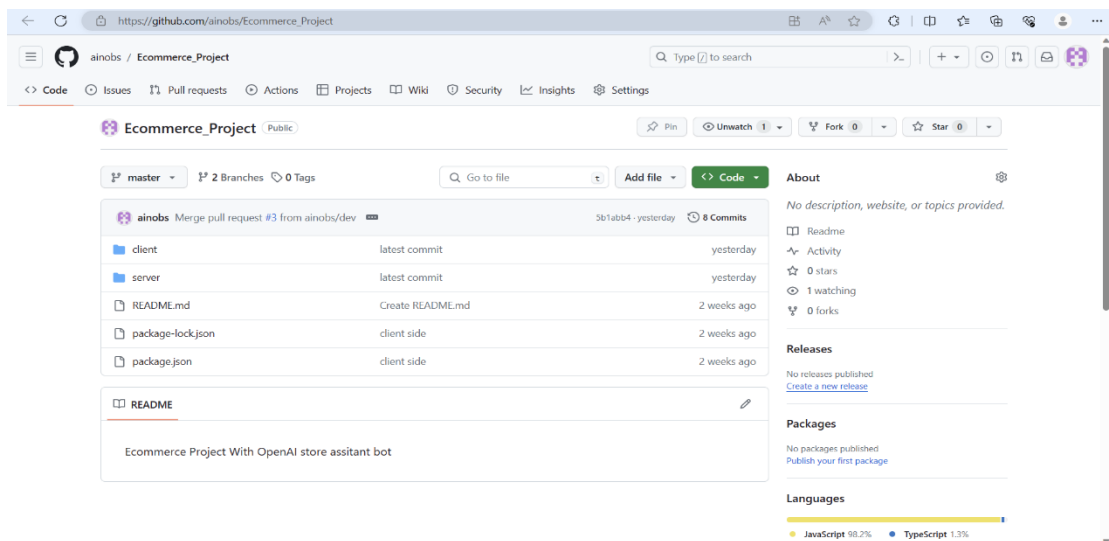 https://github.com/ainobs/Ecommerce_Project
ainobs / Ecommerce_Project
Type / to search
Code Issues Pull requests Actions Projects Wiki Security Insights Settings
Ecommerce_Project Public
Pin Unwatch 1 Fork 0 Star 0
master 2 Branches 0 Tags Go to file t Add file Code
ainobs Merge pull request #3 from ainobs/dev 5b1abb4 · yesterday 8 Commits
client latest commit yesterday
server latest commit yesterday
README.md Create README.md 2 weeks ago
package-lock.json client side 2 weeks ago
package.json client side 2 weeks ago
README
Ecommerce Project With OpenAI store assitant bot
About
No description, website, or topics provided.
Readme
Activity
0 stars
1 watching
0 forks
Releases
No releases published
Create a new release
Packages
No packages published
Publish your first package
Languages
JavaScript 98.2% TypeScript 1.3%